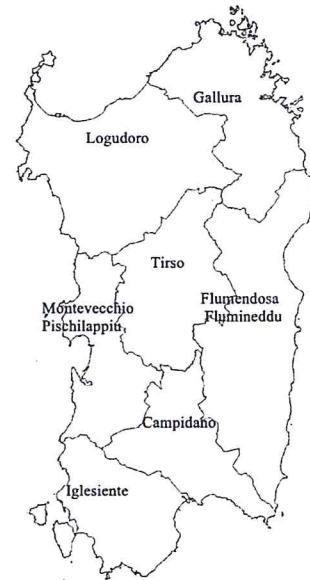 Gallura
Logudoro
Tirso
Montevecchio
Pischilappiu
Flumendosa
Flumineddu
Campidano
Iglesiente